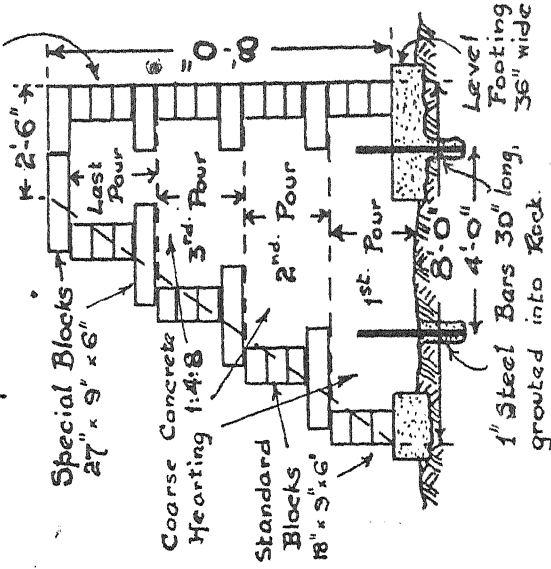 2'-6"
Special Blocks
27" × 9" × 6"
Last
Pour
8'-0"
3rd. Pour
Coarse Concrete
Hearting 1:4:8
2nd. Pour
Standard
Blocks
18" × 9" × 6"
1st. Pour
Level
Footing
36" wide
8'-0"
4'-0"
1" Steel Bars 30" long,
grouted into Rock.